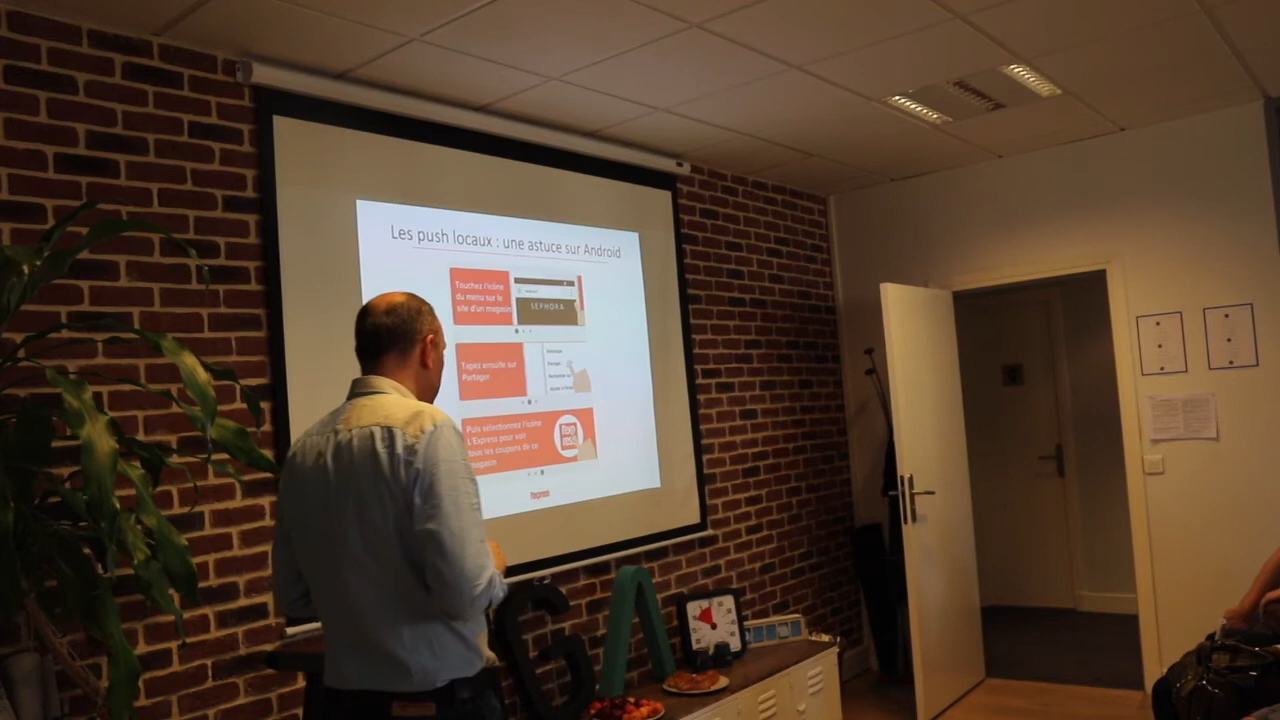 Les push locaux : une astuce sur Android
Touchez l'icône
du menu sur le
site d'un magasin
SEPHORA
Tapez ensuite sur
Partager
Puis sélectionnez l'icône
L'Express pour voir
tous les coupons de ce
magasin
l'express
G